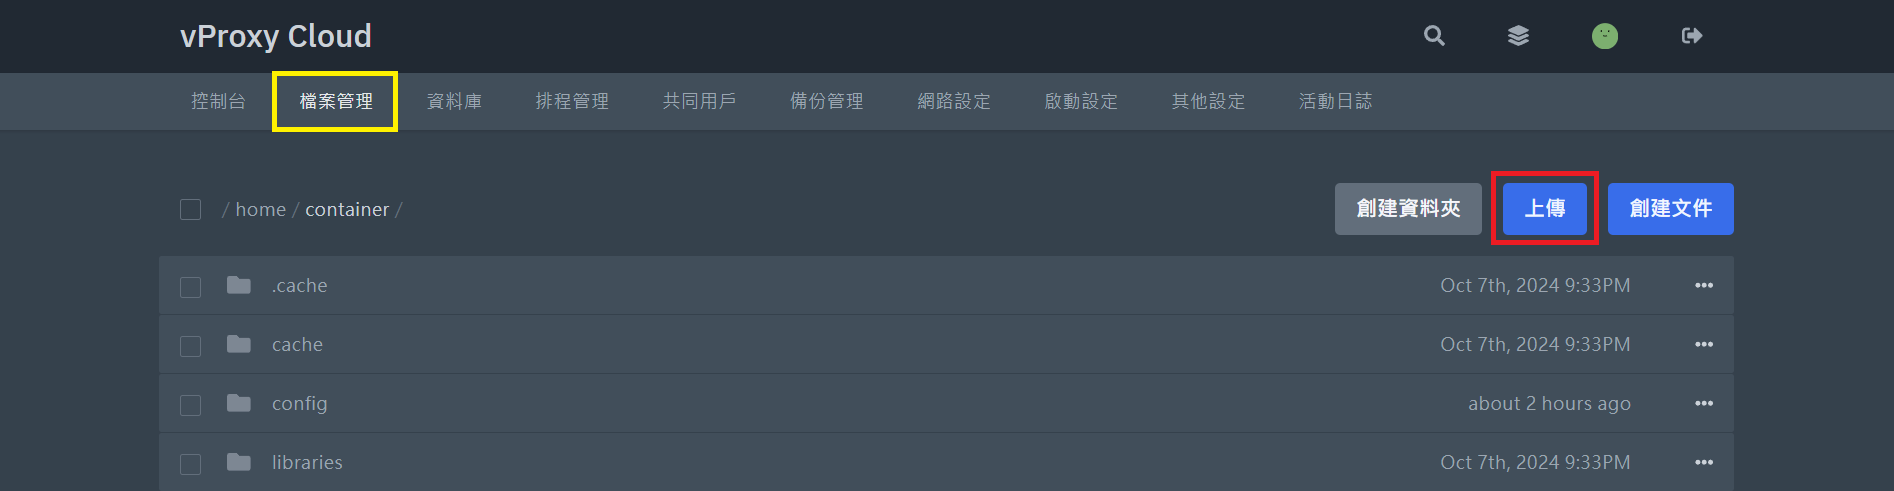 vProxy Cloud
控制台 檔案管理 資料庫 排程管理 共同用戶 備份管理 網路設定 啟動設定 其他設定 活動日誌
/ home / container / 創建資料夾 上傳 創建文件
.cache Oct 7th, 2024 9:33PM
cache Oct 7th, 2024 9:33PM
config about 2 hours ago
libraries Oct 7th, 2024 9:33PM